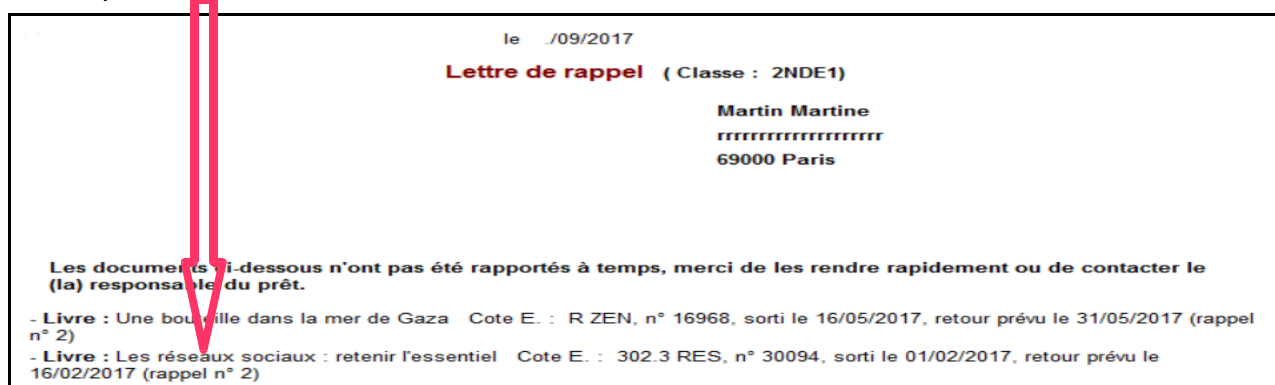 le ./09/2017
Lettre de rappel ( Classe : 2NDE1)
Martin Martine
rrrrrrrrrrrrrrrrrrrr
69000 Paris
Les documents ci-dessous n'ont pas été rapportés à temps, merci de les rendre rapidement ou de contacter le
(la) responsable du prêt.
- Livre : Une bouteille dans la mer de Gaza Cote E. : R ZEN, n° 16968, sorti le 16/05/2017, retour prévu le 31/05/2017 (rappel
n° 2)
- Livre : Les réseaux sociaux : retenir l'essentiel Cote E. : 302.3 RES, n° 30094, sorti le 01/02/2017, retour prévu le
16/02/2017 (rappel n° 2)